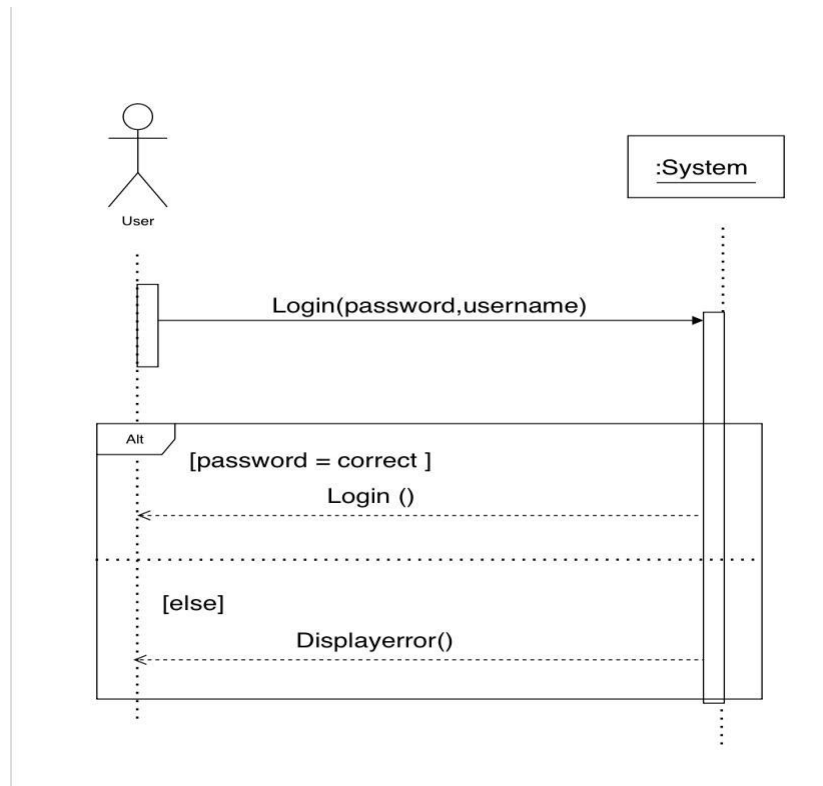 User
:System
Login(password,username)
Alt
[password = correct ]
Login ()
[else]
Displayerror()